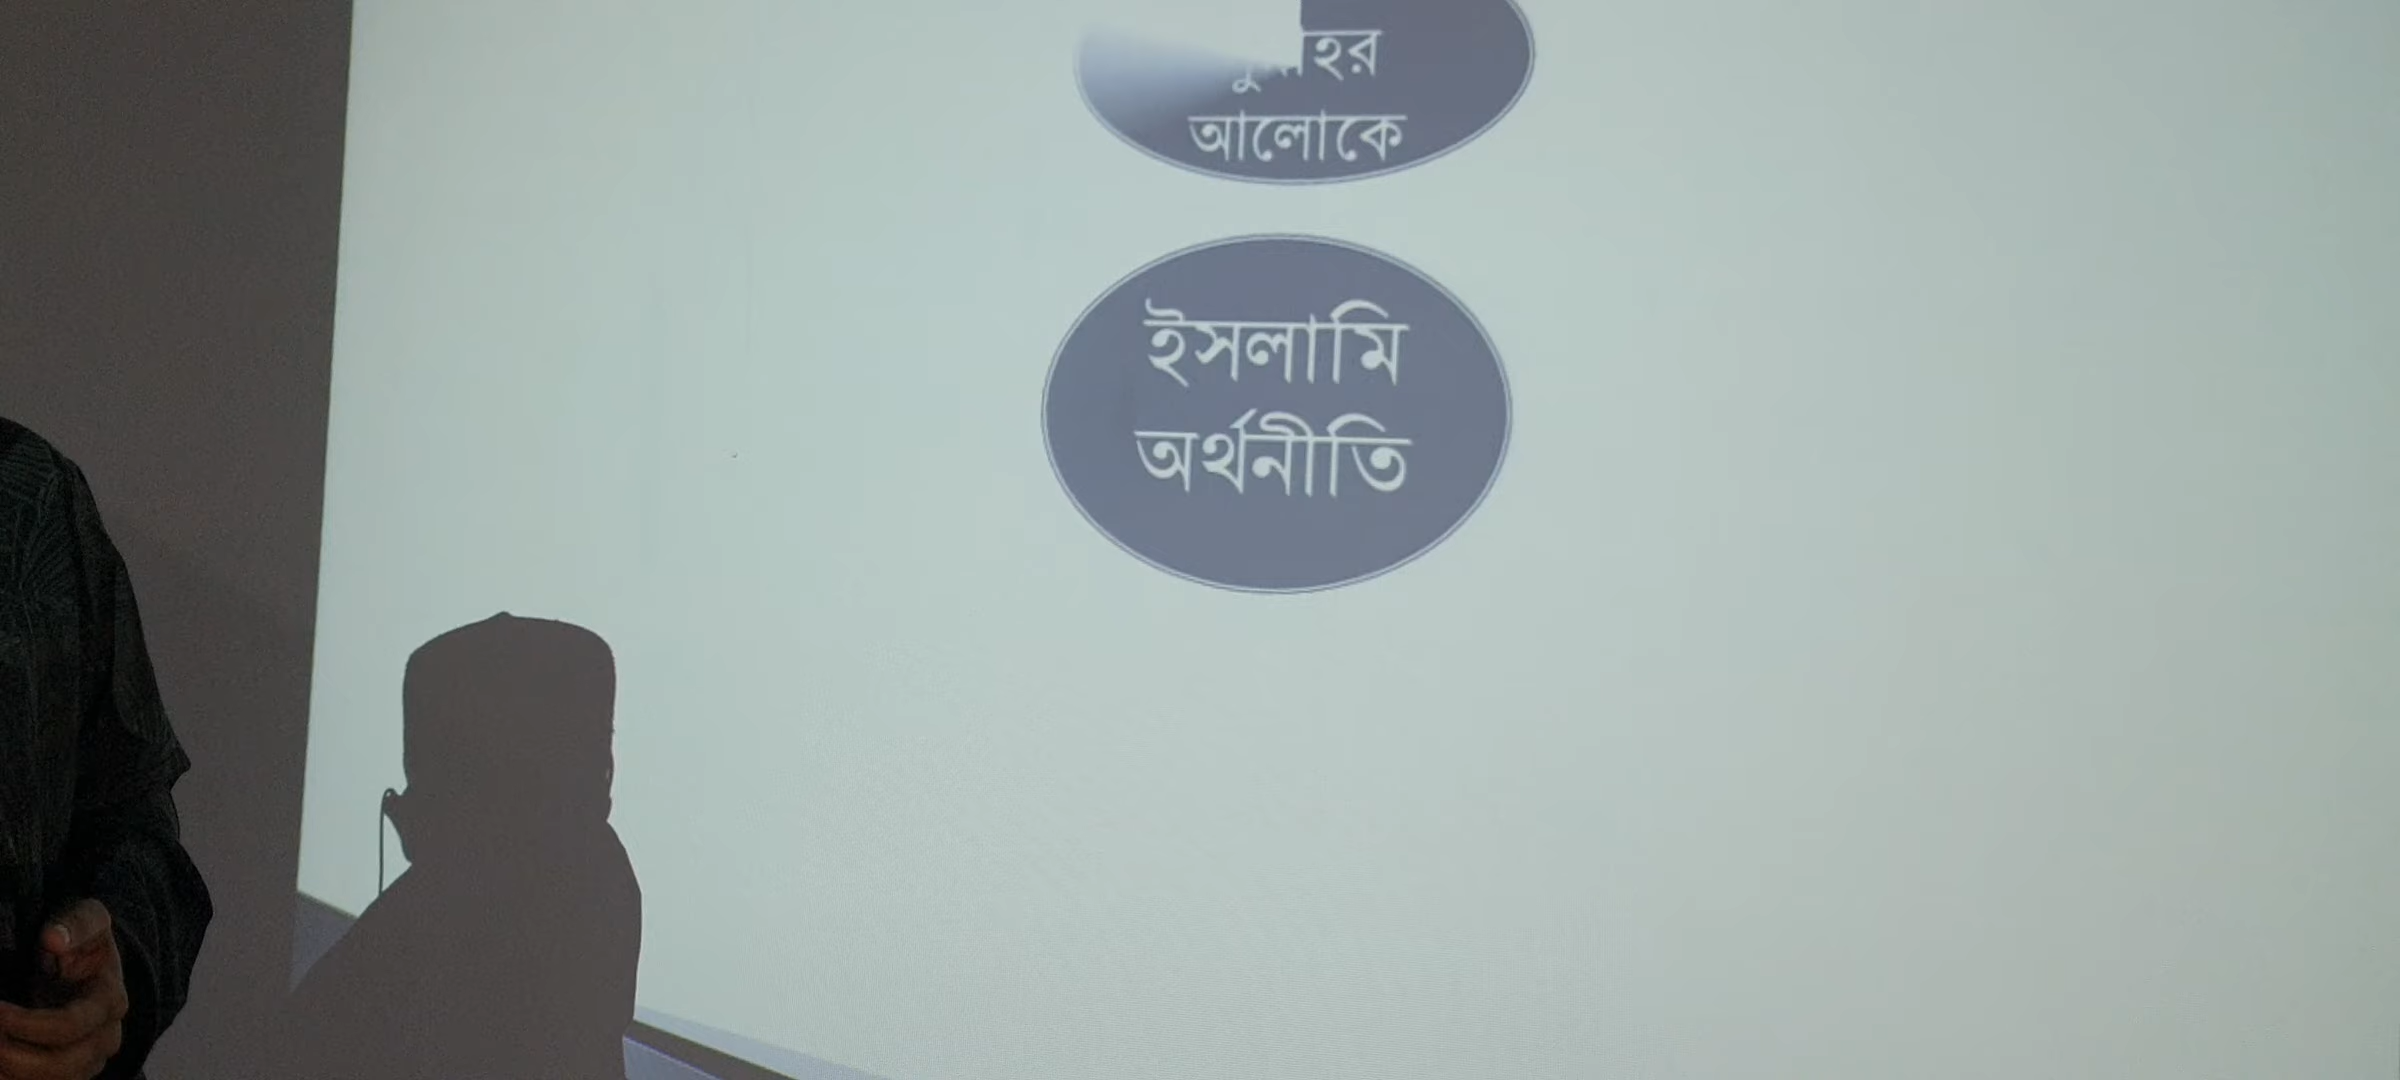 আলোকে
ইসলামি
অর্থনীতি